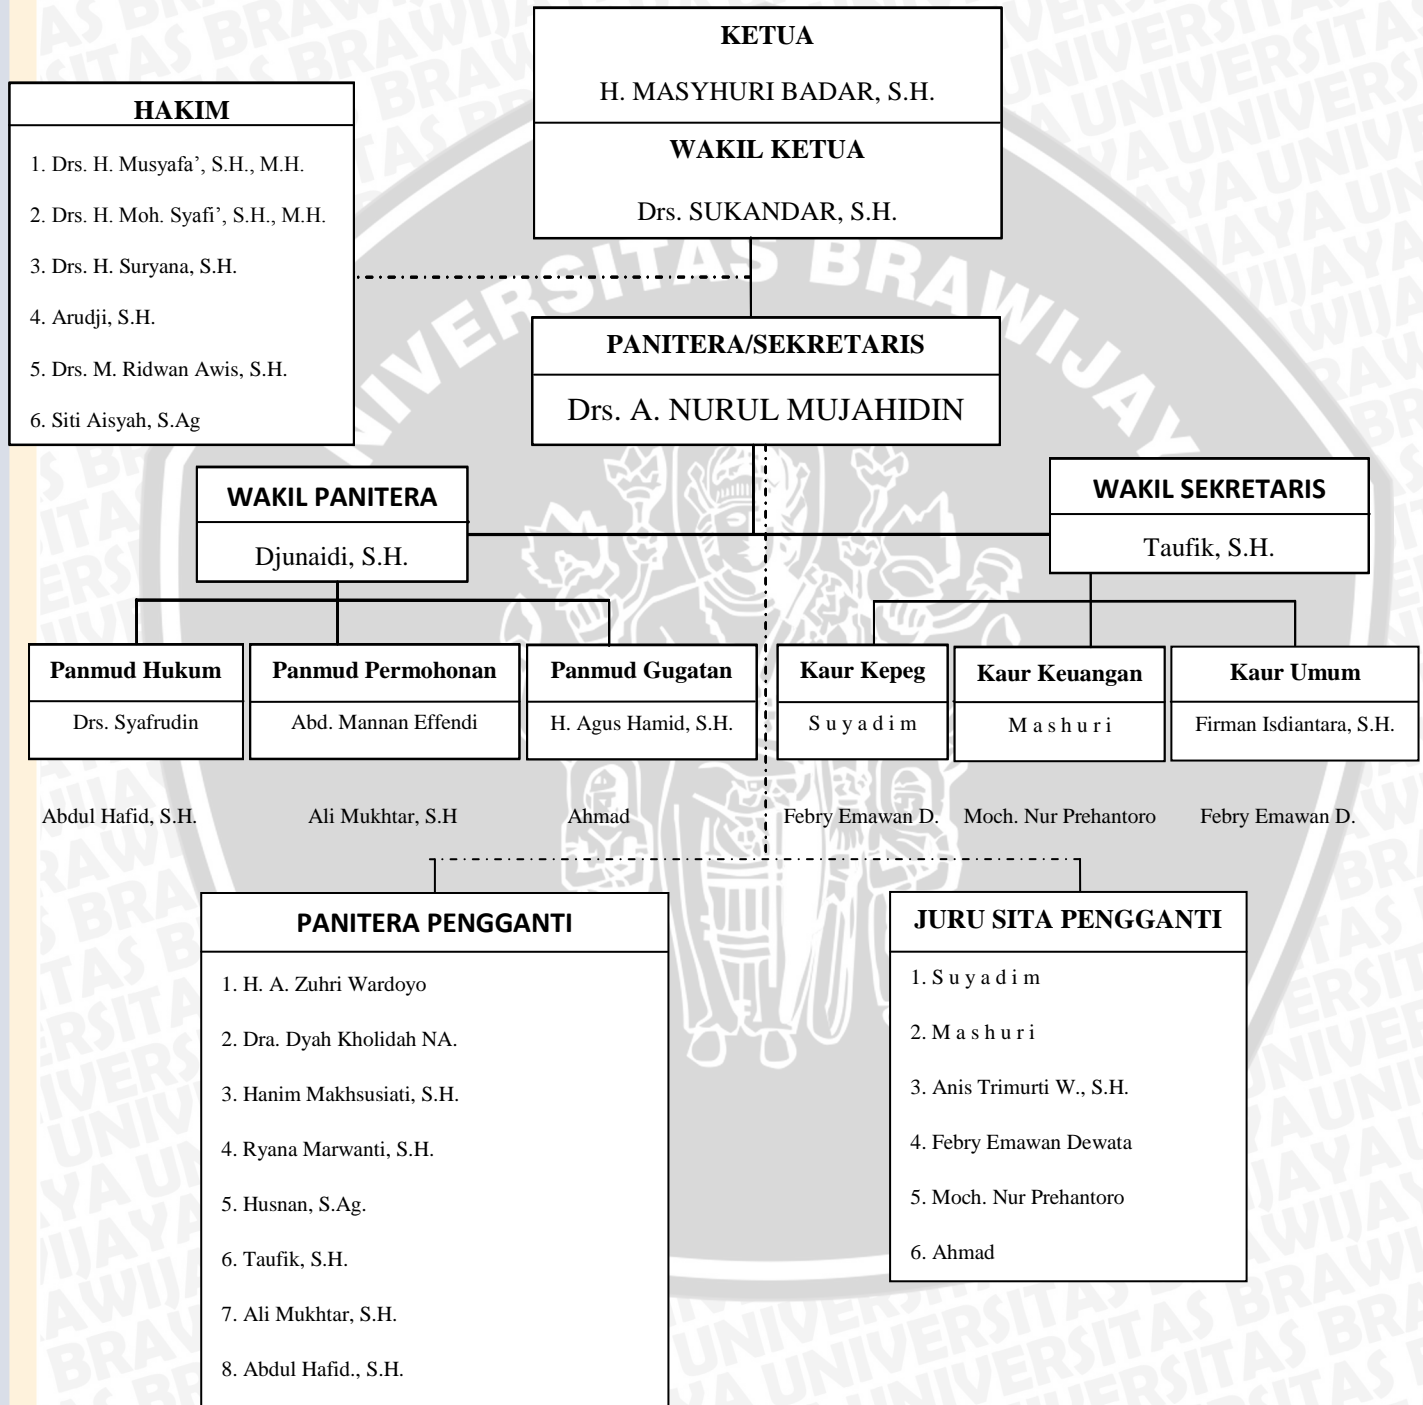 KETUA
H. MASYHURI BADAR, S.H.
WAKIL KETUA
Drs. SUKANDAR, S.H.
HAKIM
1. Drs. H. Musyafa’, S.H., M.H.
2. Drs. H. Moh. Syafi’, S.H., M.H.
3. Drs. H. Suryana, S.H.
4. Arudji, S.H.
5. Drs. M. Ridwan Awis, S.H.
6. Siti Aisyah, S.Ag
PANITERA/SEKRETARIS
Drs. A. NURUL MUJAHIDIN
WAKIL PANITERA
Djunaidi, S.H.
WAKIL SEKRETARIS
Taufik, S.H.
Panmud Hukum
Drs. Syafrudin
Panmud Permohonan
Abd. Mannan Effendi
Panmud Gugatan
H. Agus Hamid, S.H.
Kaur Kepeg
S u y a d i m
Kaur Keuangan
M a s h u r i
Kaur Umum
Firman Isdiantara, S.H.
Abdul Hafid, S.H.
Ali Mukhtar, S.H
Ahmad
Febry Emawan D.
Moch. Nur Prehantoro
Febry Emawan D.
PANITERA PENGGANTI
1. H. A. Zuhri Wardoyo
2. Dra. Dyah Kholidah NA.
3. Hanim Makhsusiati, S.H.
4. Ryana Marwanti, S.H.
5. Husnan, S.Ag.
6. Taufik, S.H.
7. Ali Mukhtar, S.H.
8. Abdul Hafid., S.H.
JURU SITA PENGGANTI
1. S u y a d i m
2. M a s h u r i
3. Anis Trimurti W., S.H.
4. Febry Emawan Dewata
5. Moch. Nur Prehantoro
6. Ahmad